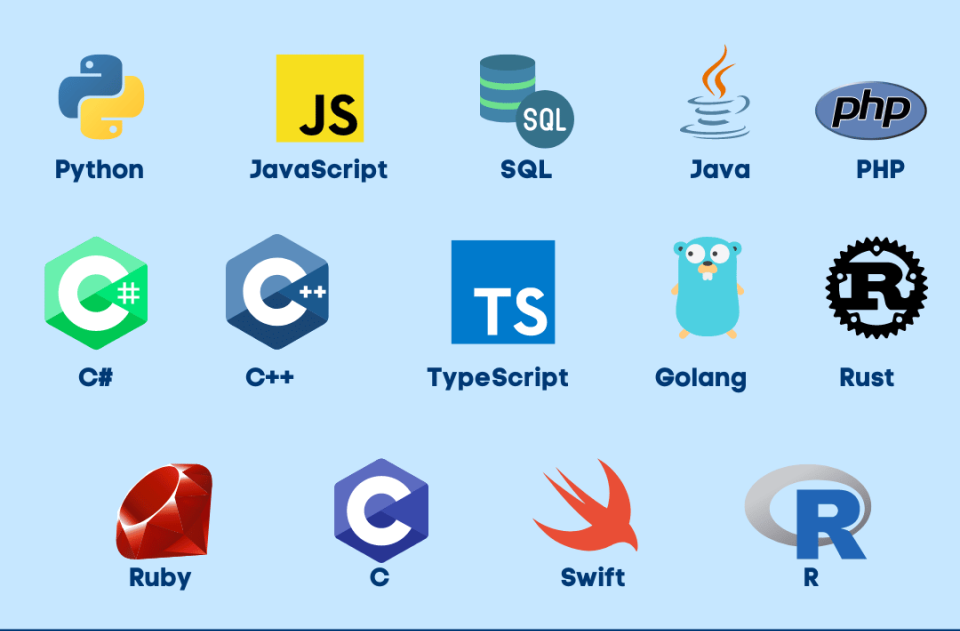 JS
SQL
php
Python
JavaScript
SQL
Java
PHP
C#
C++
TS
R
C#
C++
TypeScript
Golang
Rust
C
R
Ruby
C
Swift
R